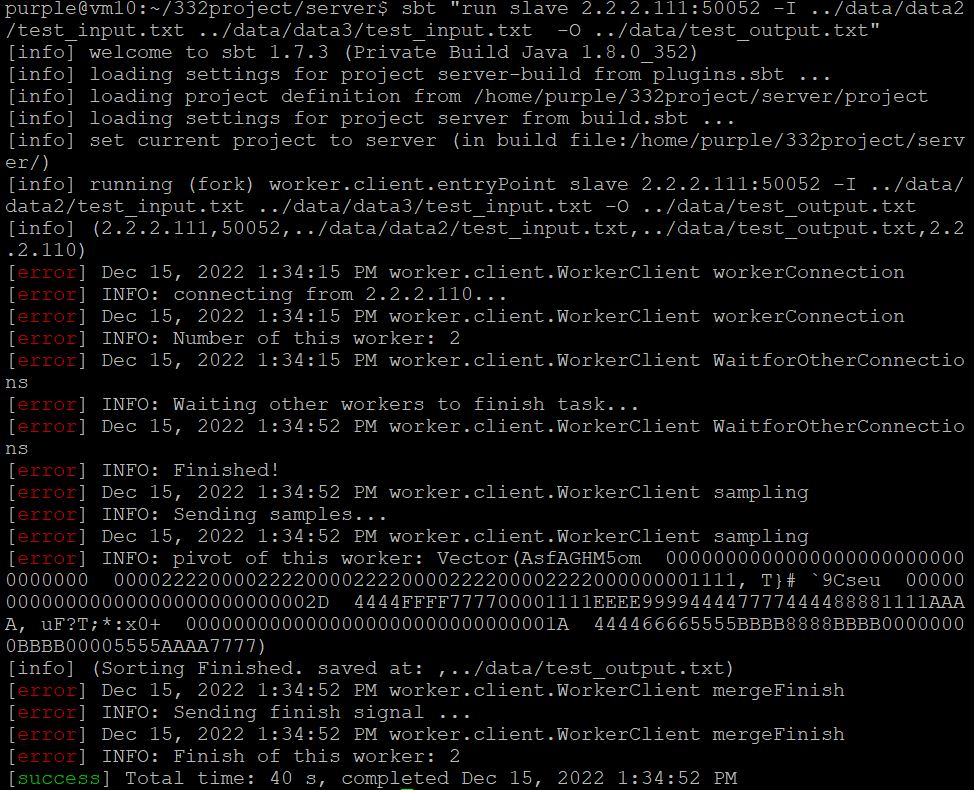 purple@vm10:~/332project/server$ sbt "run slave 2.2.2.111:50052 -I ../data/data2
/test_input.txt ../data/data3/test_input.txt  -O ../data/test_output.txt"
[info] welcome to sbt 1.7.3 (Private Build Java 1.8.0_352)
[info] loading settings for project server-build from plugins.sbt ...
[info] loading project definition from /home/purple/332project/server/project
[info] loading settings for project server from build.sbt ...
[info] set current project to server (in build file:/home/purple/332project/serv
er/)
[info] running (fork) worker.client.entryPoint slave 2.2.2.111:50052 -I ../data/
data2/test_input.txt ../data/data3/test_input.txt -O ../data/test_output.txt
[info] (2.2.2.111,50052,../data/data2/test_input.txt,../data/test_output.txt,2.2
.2.110)
[error] Dec 15, 2022 1:34:15 PM worker.client.WorkerClient workerConnection
[error] INFO: connecting from 2.2.2.110...
[error] Dec 15, 2022 1:34:15 PM worker.client.WorkerClient workerConnection
[error] INFO: Number of this worker: 2
[error] Dec 15, 2022 1:34:15 PM worker.client.WorkerClient WaitforOtherConnectio
ns
[error] INFO: Waiting other workers to finish task...
[error] Dec 15, 2022 1:34:52 PM worker.client.WorkerClient WaitforOtherConnectio
ns
[error] INFO: Finished!
[error] Dec 15, 2022 1:34:52 PM worker.client.WorkerClient sampling
[error] INFO: Sending samples...
[error] Dec 15, 2022 1:34:52 PM worker.client.WorkerClient sampling
[error] INFO: pivot of this worker: Vector(AsfAGHM5om  0000000000000000000000000
0000000  0000222200002222000022220000222200002222000000001111, T}# `9Cseu  00000
000000000000000000000000002D  4444FFFF777700001111EEEE999944447777444488881111AAA
A, uF?T;*:x0+  0000000000000000000000000000001A  444466665555BBBB8888BBBB0000000
0BBBB00005555AAAA7777)
[info] (Sorting Finished. saved at: ,../data/test_output.txt)
[error] Dec 15, 2022 1:34:52 PM worker.client.WorkerClient mergeFinish
[error] INFO: Sending finish signal ...
[error] Dec 15, 2022 1:34:52 PM worker.client.WorkerClient mergeFinish
[error] INFO: Finish of this worker: 2
[success] Total time: 40 s, completed Dec 15, 2022 1:34:52 PM